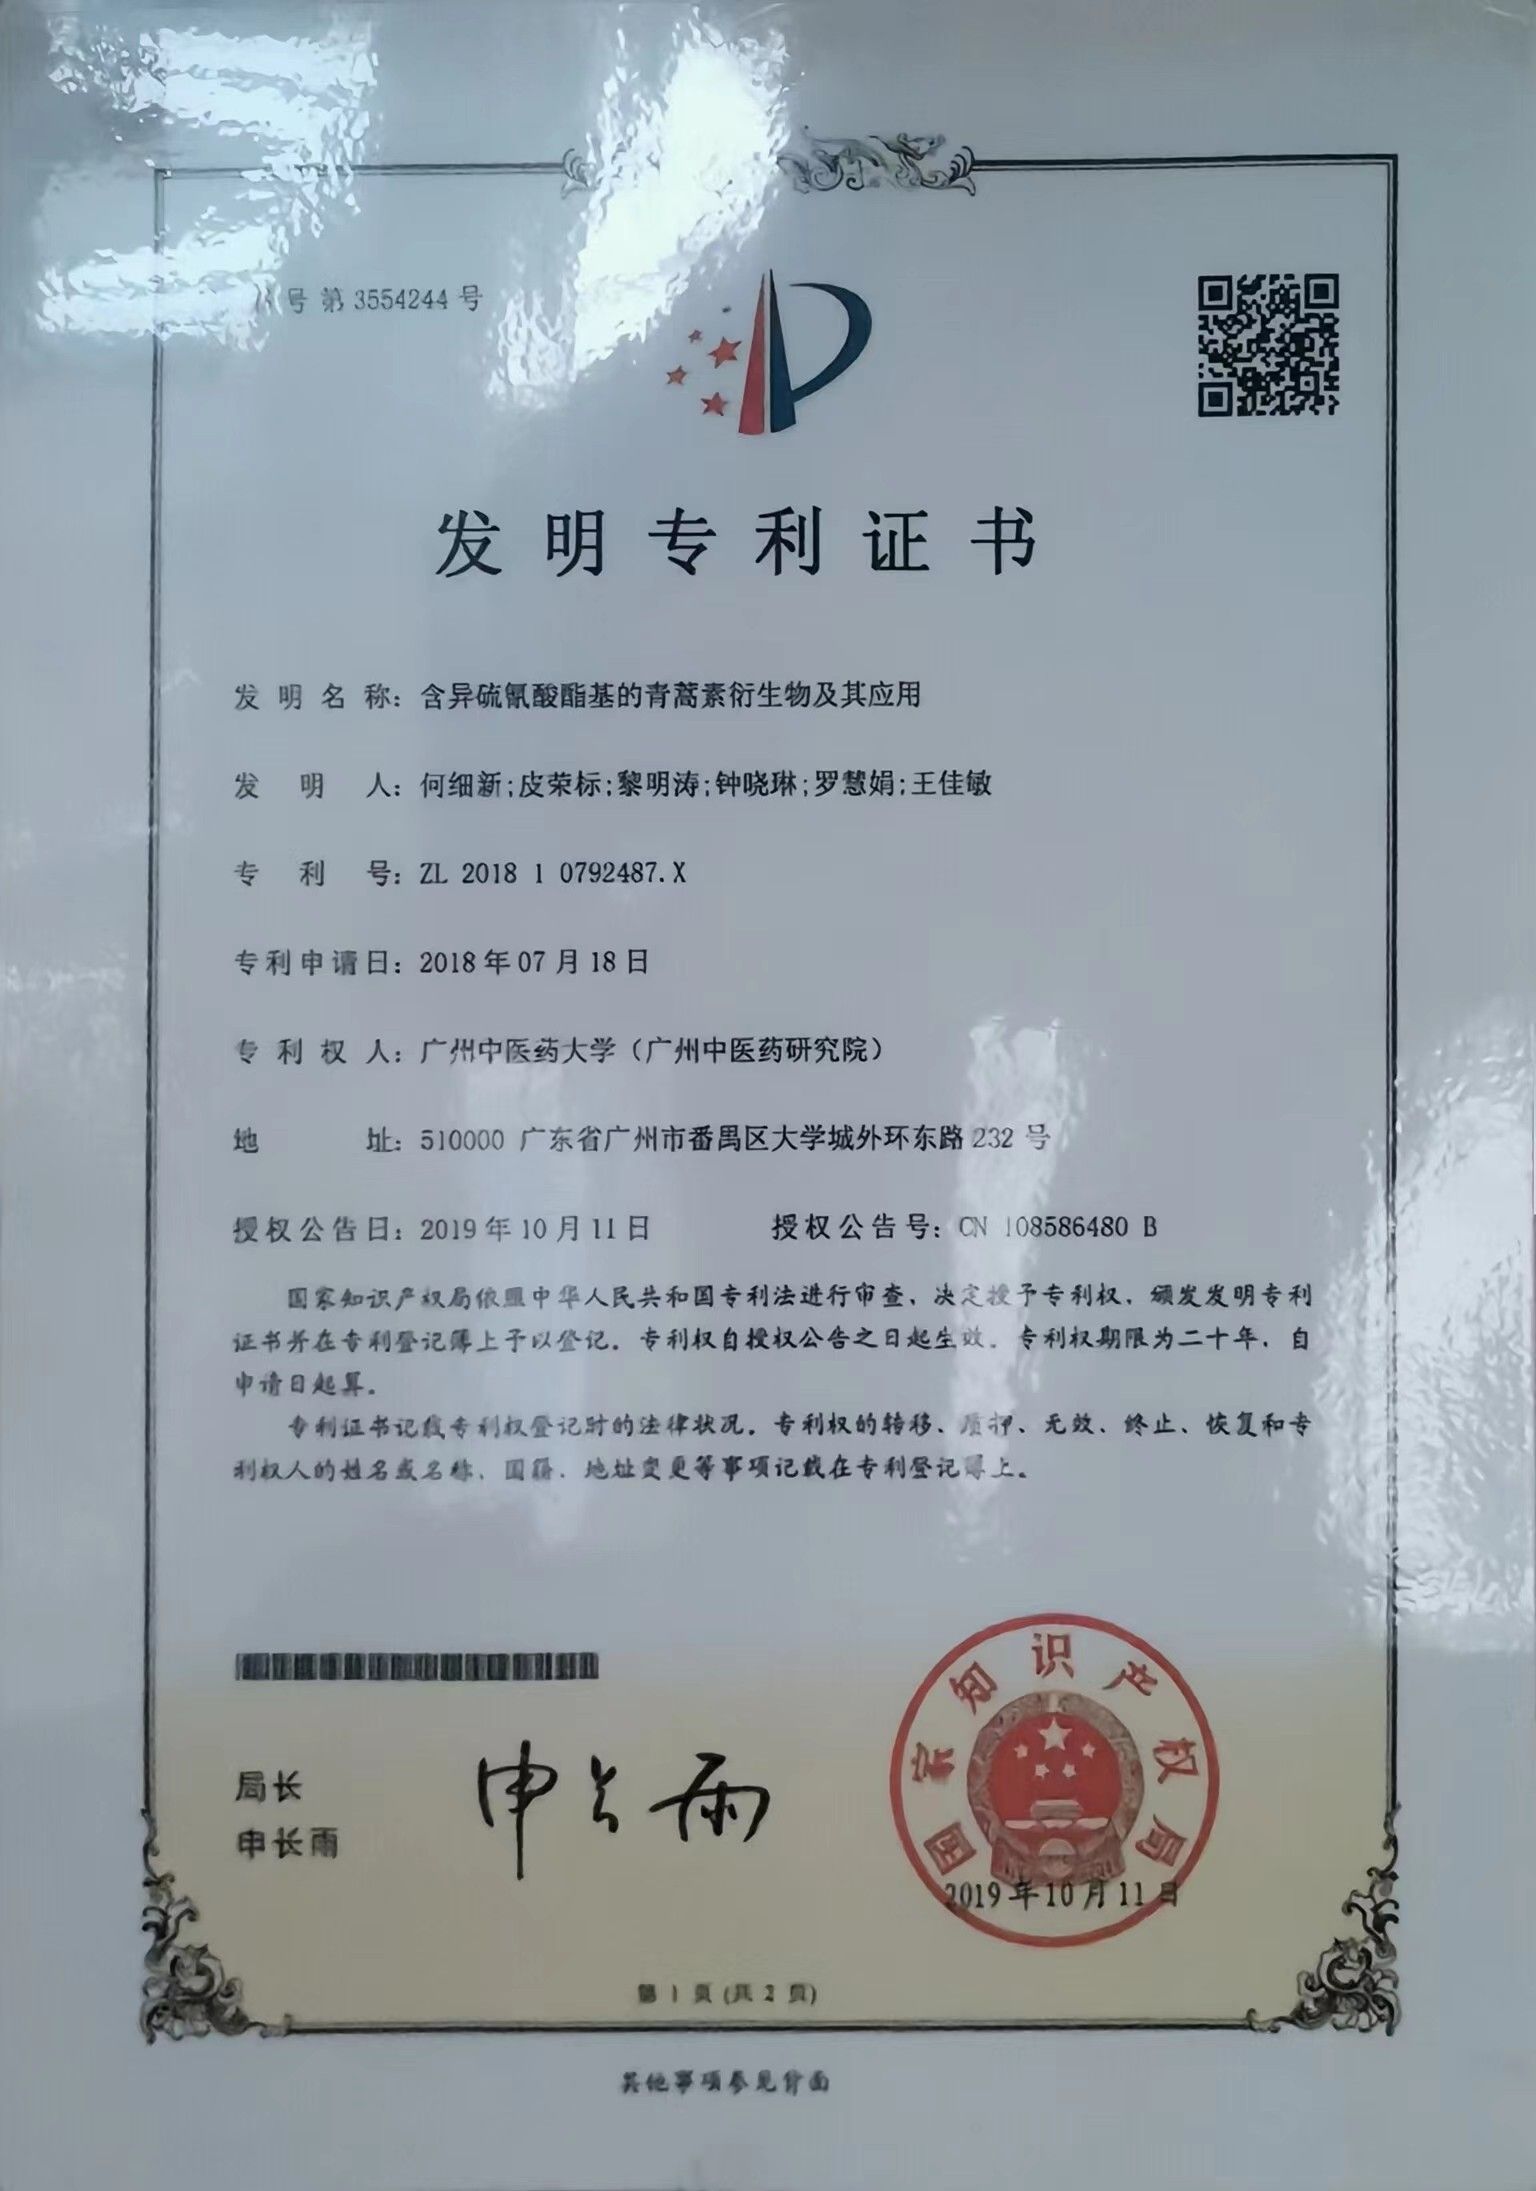 号 第 3554244 号
发明专利证书
发明名称：含异硫氰酸酯基的青蒿素衍生物及其应用
发明人：何细新;皮荣标;黎明涛;钟晓琳;罗慧娟;王佳敏
专利号：ZL 2018 1 0792487.X
专利申请日：2018年07月18日
专利权人：广州中医药大学（广州中医药研究院）
地址：510000 广东省广州市番禺区大学城外环东路232号
授权公告日：2019年10月11日 授权公告号：CN 108586480 B
国家知识产权局依照中华人民共和国专利法进行审查，决定授予专利权，颁发发明专利
证书并在专利登记簿上予以登记。专利权自授权公告之日起生效。专利权期限为二十年，自
申请日起算。
专利证书记载专利权登记时的法律状况。专利权的转移、质押、无效、终止、恢复和专
利权人的姓名或名称、国籍、地址变更等事项记载在专利登记簿上。
局长
申长雨
申长雨
国家知识产权局
2019年10月11日
第 1 页 (共 2 页)
其他事项参见背面